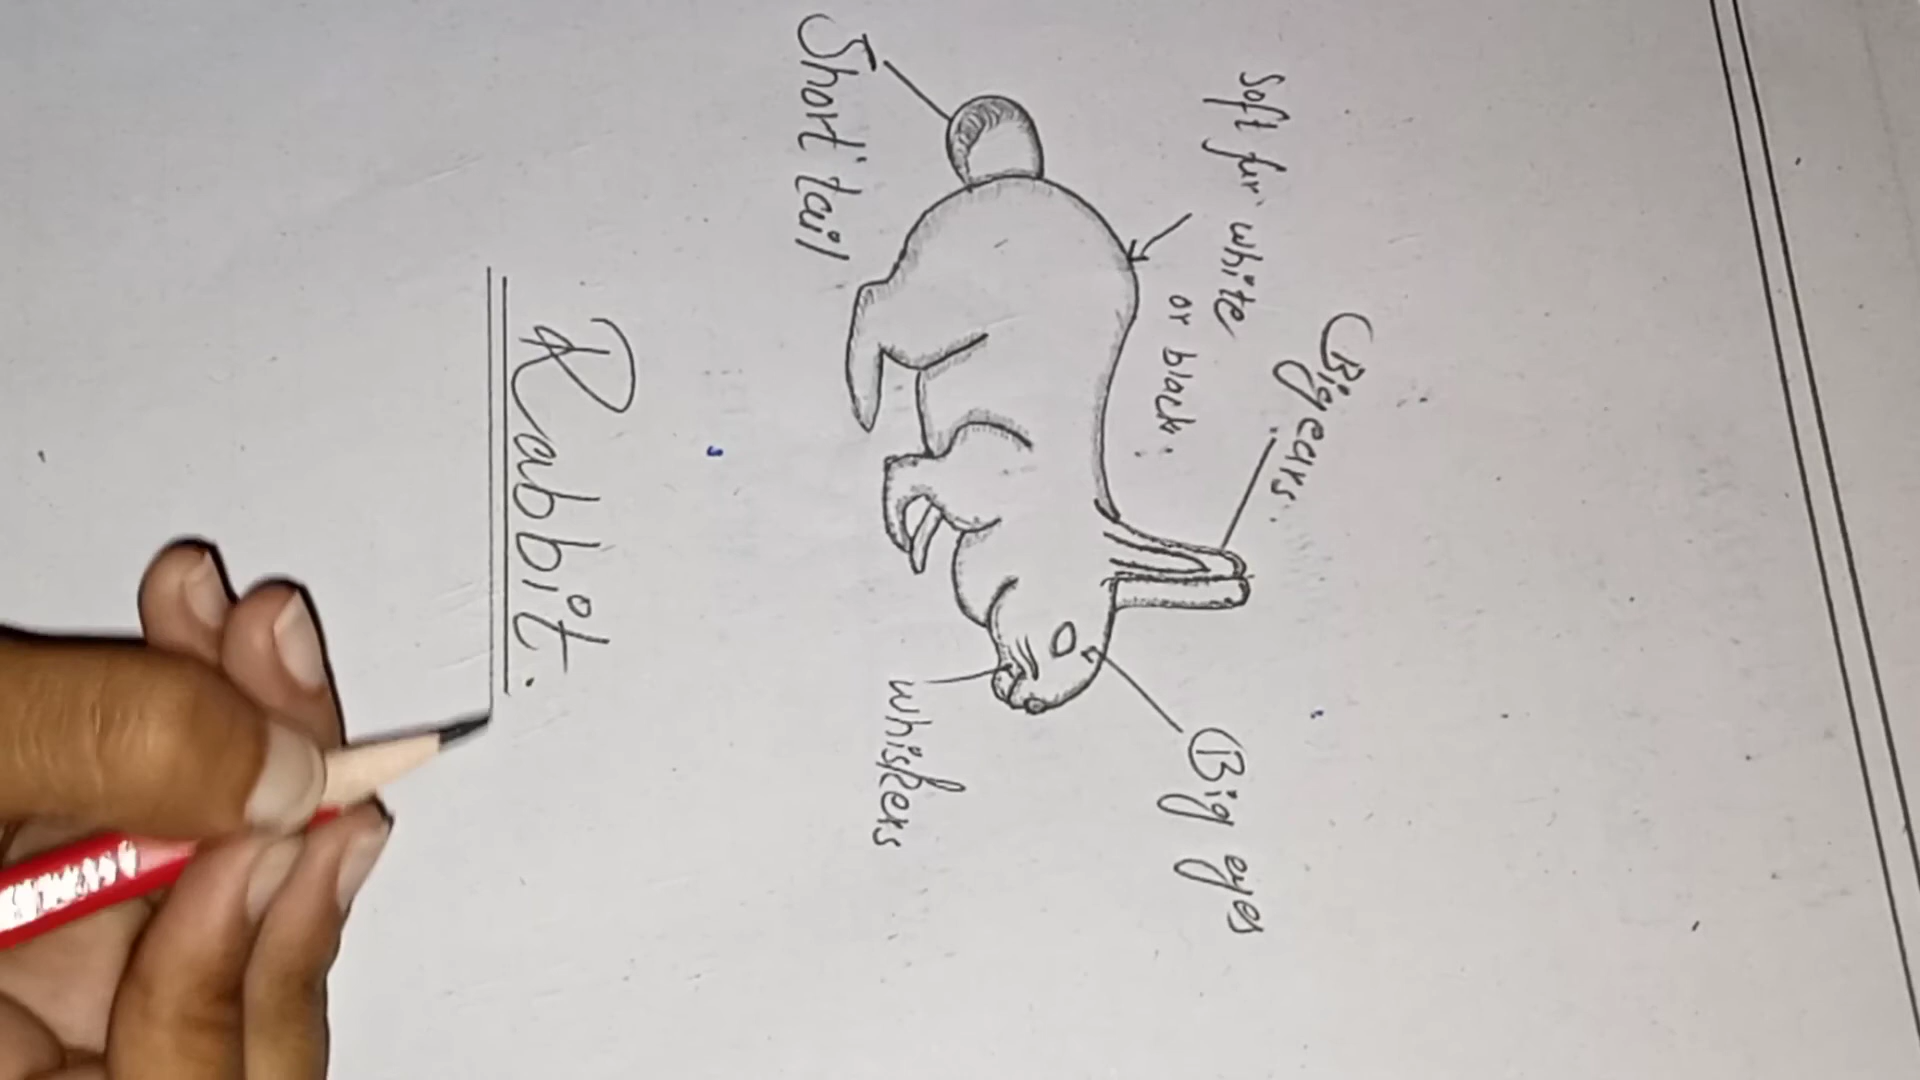 Big ears.
Soft fur white
or black.
Big eyes
Short tail
whiskers
Rabbit.